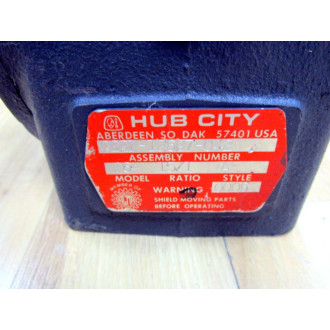 HUB CITY
ABERDEEN SO. DAK 57401 USA
ASSEMBLY NUMBER
MODEL RATIO STYLE
WARNING
SHIELD MOVING PARTS
BEFORE OPERATING